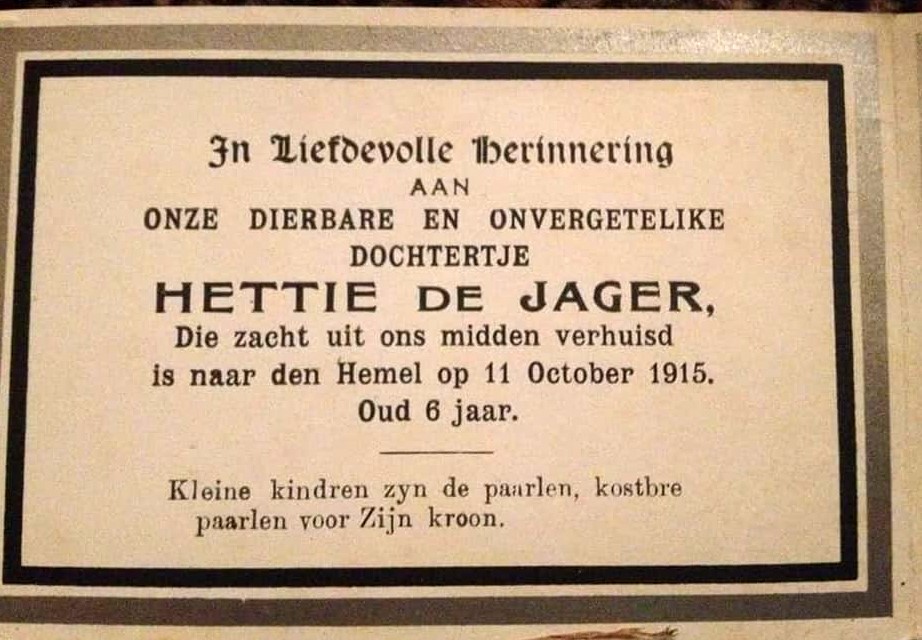 In Liefdevolle Herinnering
AAN
ONZE DIERBARE EN ONVERGETELIKE
DOCHTERTJE
HETTIE DE JAGER,
Die zacht uit ons midden verhuisd
is naar den Hemel op 11 October 1915.
Oud 6 jaar.
Kleine kindren zyn de paarlen, kostbre
paarlen voor Zijn kroon.